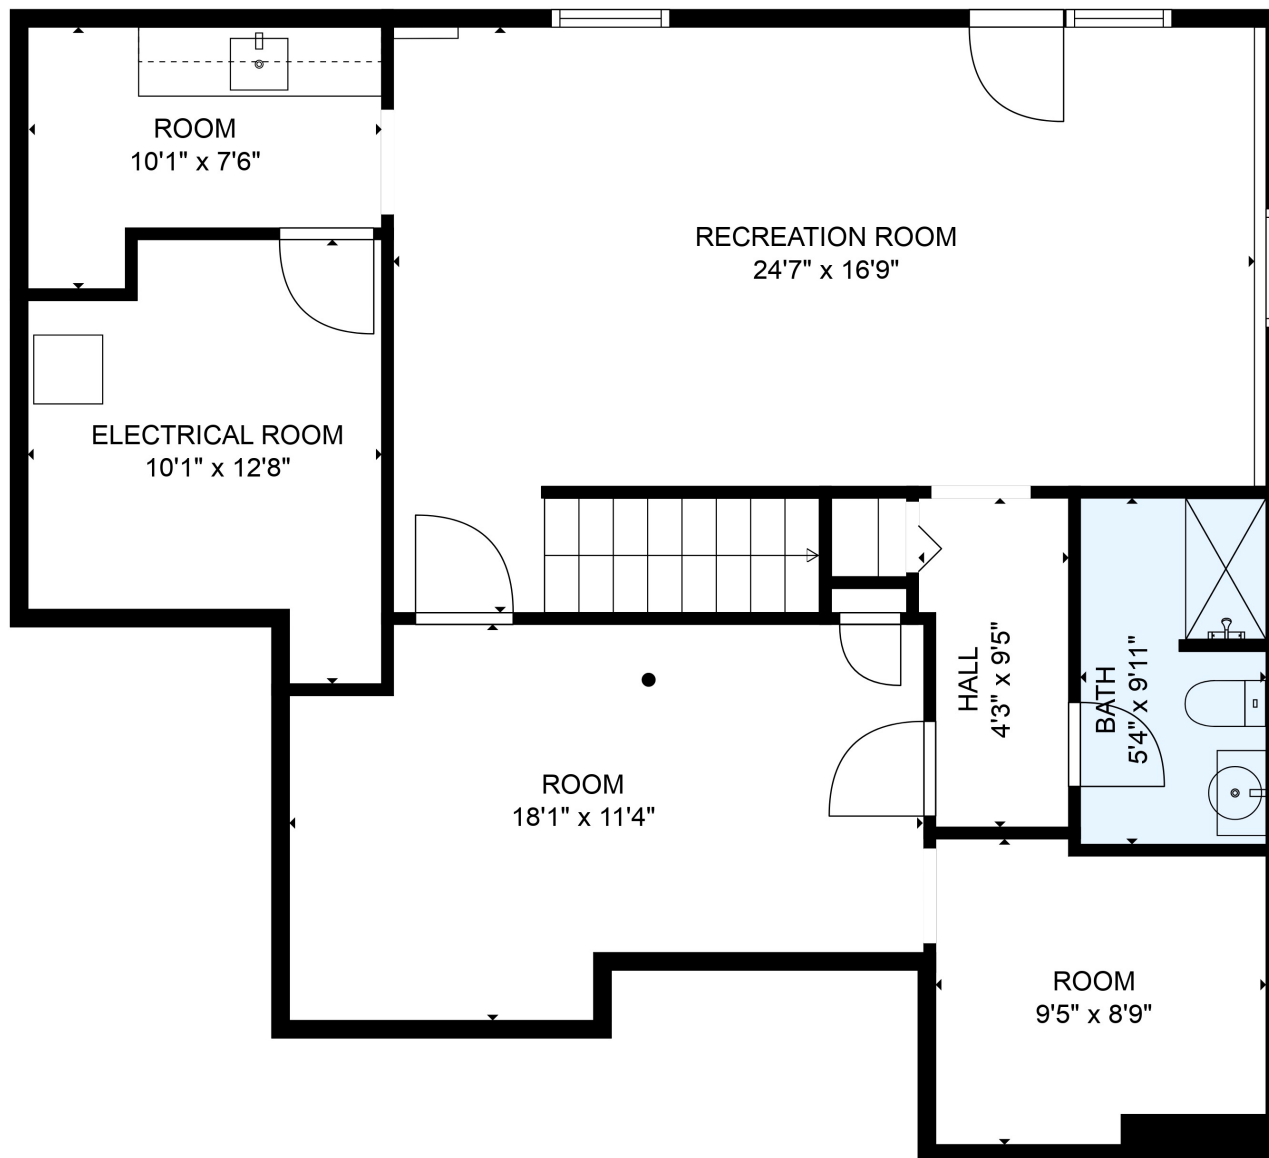 ROOM
10'1" x 7'6"
RECREATION ROOM
24'7" x 16'9"
ELECTRICAL ROOM
10'1" x 12'8"
HALL
4'3" x 9'5"
BATH
5'4" x 9'11"
ROOM
18'1" x 11'4"
ROOM
9'5" x 8'9"